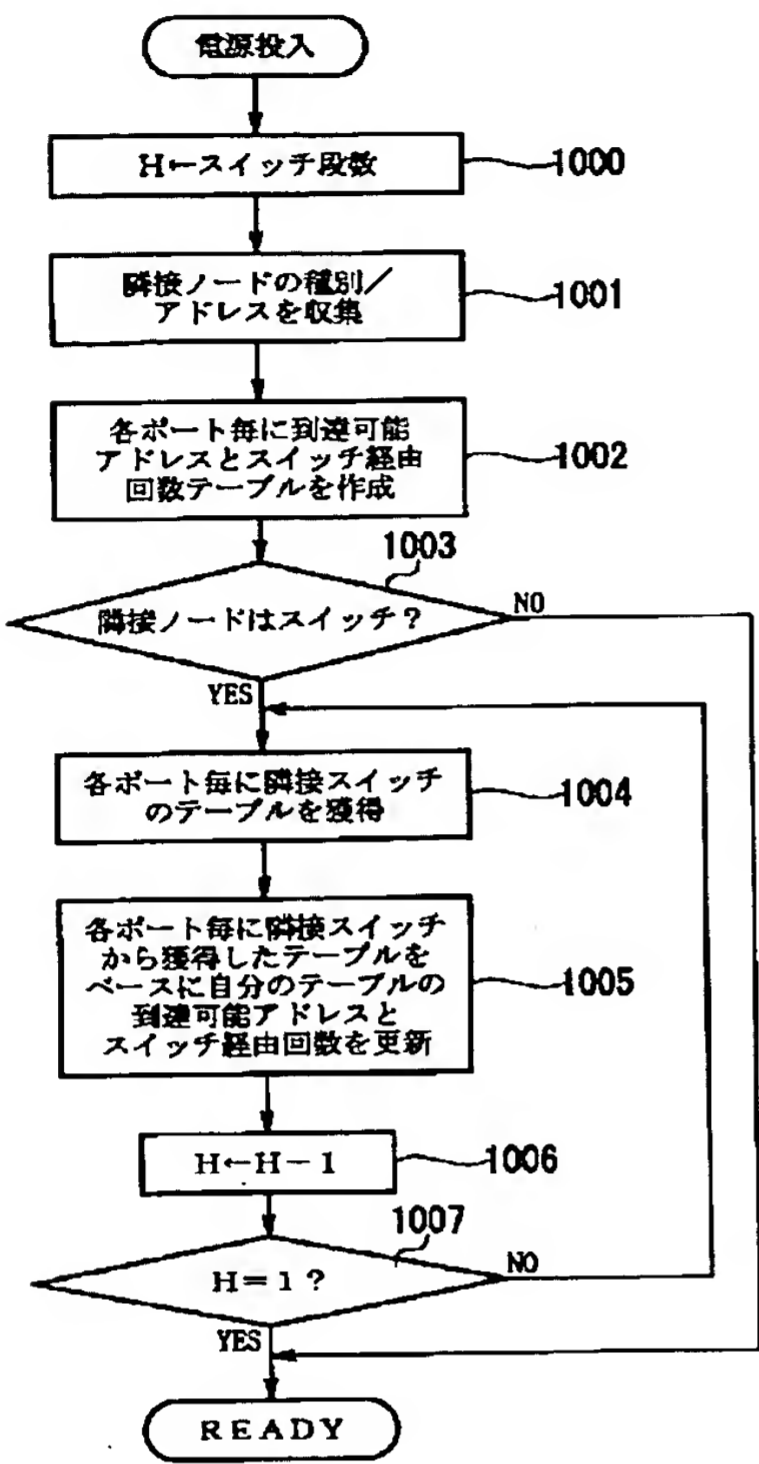 電源投入
H←スイッチ段数
1000
隣接ノードの種別／
アドレスを収集
1001
各ポート毎に到達可能
アドレスとスイッチ経由
回数テーブルを作成
1002
1003
隣接ノードはスイッチ？
NO
YES
各ポート毎に隣接スイッチ
のテーブルを獲得
1004
各ポート毎に隣接スイッチ
から獲得したテーブルを
ベースに自分のテーブルの
到達可能アドレスと
スイッチ経由回数を更新
1005
H←H－1
1006
1007
H＝1？
NO
YES
READY